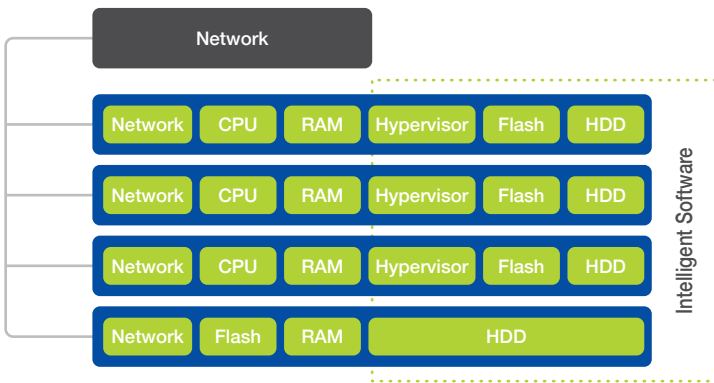 Network
Network CPU RAM Hypervisor Flash HDD
Network CPU RAM Hypervisor Flash HDD
Network CPU RAM Hypervisor Flash HDD
Network Flash RAM HDD
Intelligent Software